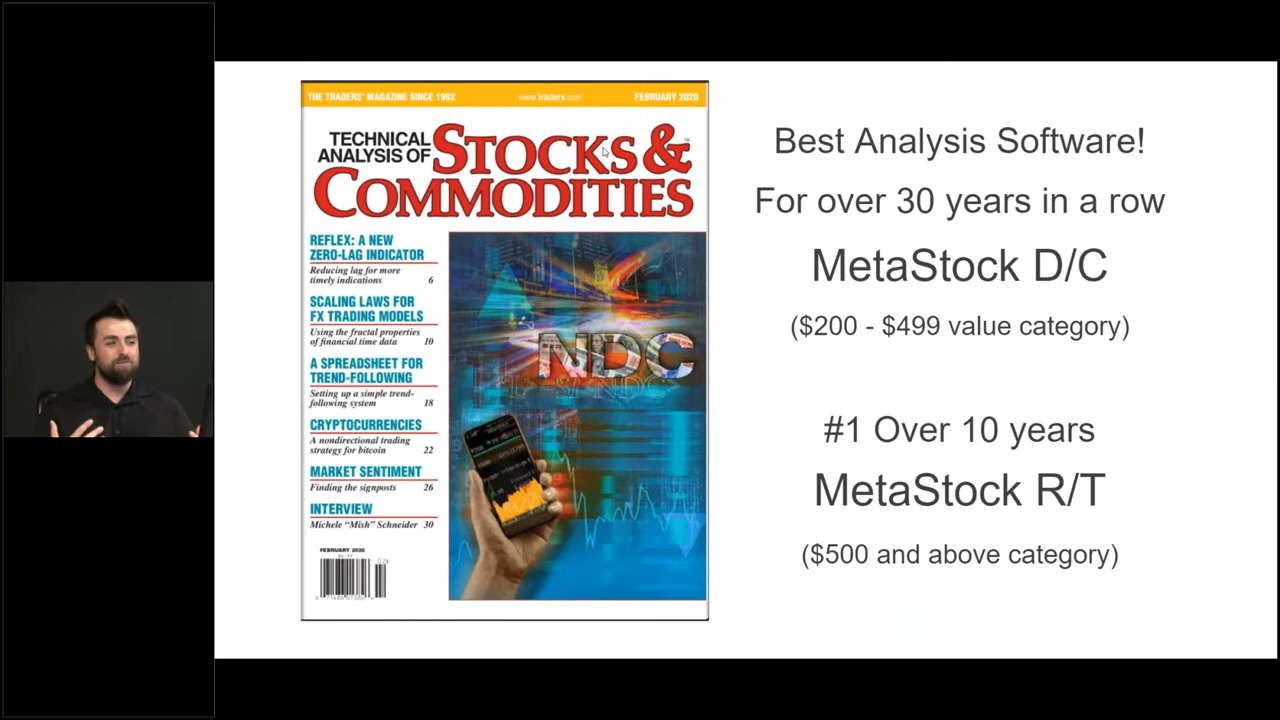 THE TRADERS' MAGAZINE SINCE 1982
www.traders.com
FEBRUARY 2020
TECHNICAL
ANALYSIS OF
STOCKS &
COMMODITIES
™
REFLEX: A NEW
ZERO-LAG INDICATOR
Reducing lag for more
timely indications 6
SCALING LAWS FOR
FX TRADING MODELS
Using the fractal properties
of financial time data 10
A SPREADSHEET FOR
TREND-FOLLOWING
Setting up a simple trend-
following system 18
CRYPTOCURRENCIES
A nondirectional trading
strategy for bitcoin 22
MARKET SENTIMENT
Finding the signposts 26
INTERVIEW
Michele “Mish” Schneider 30
FEBRUARY 2020
NDC
Best Analysis Software!
For over 30 years in a row
MetaStock D/C
($200 - $499 value category)
#1 Over 10 years
MetaStock R/T
($500 and above category)